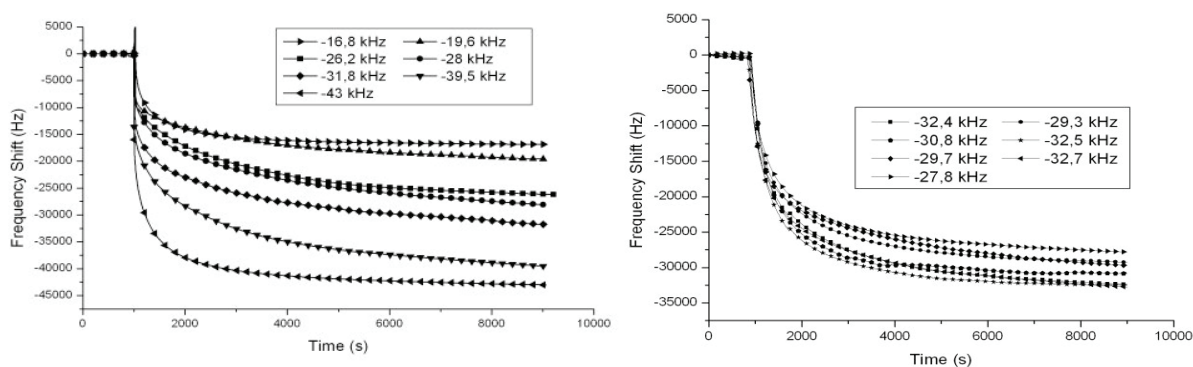 5000
0
-5000
-10000
-15000
-20000
-25000
-30000
-35000
-40000
-45000
Frequency Shift (Hz)
-16,8 kHz -19,6 kHz
-26,2 kHz -28 kHz
-31,8 kHz -39,5 kHz
-43 kHz
0 2000 4000 6000 8000 10000
Time (s)
5000
0
-5000
-10000
-15000
-20000
-25000
-30000
-35000
Frequency Shift (Hz)
-32,4 kHz -29,3 kHz
-30,8 kHz -32,5 kHz
-29,7 kHz -32,7 kHz
-27,8 kHz
0 2000 4000 6000 8000 10000
Time (s)